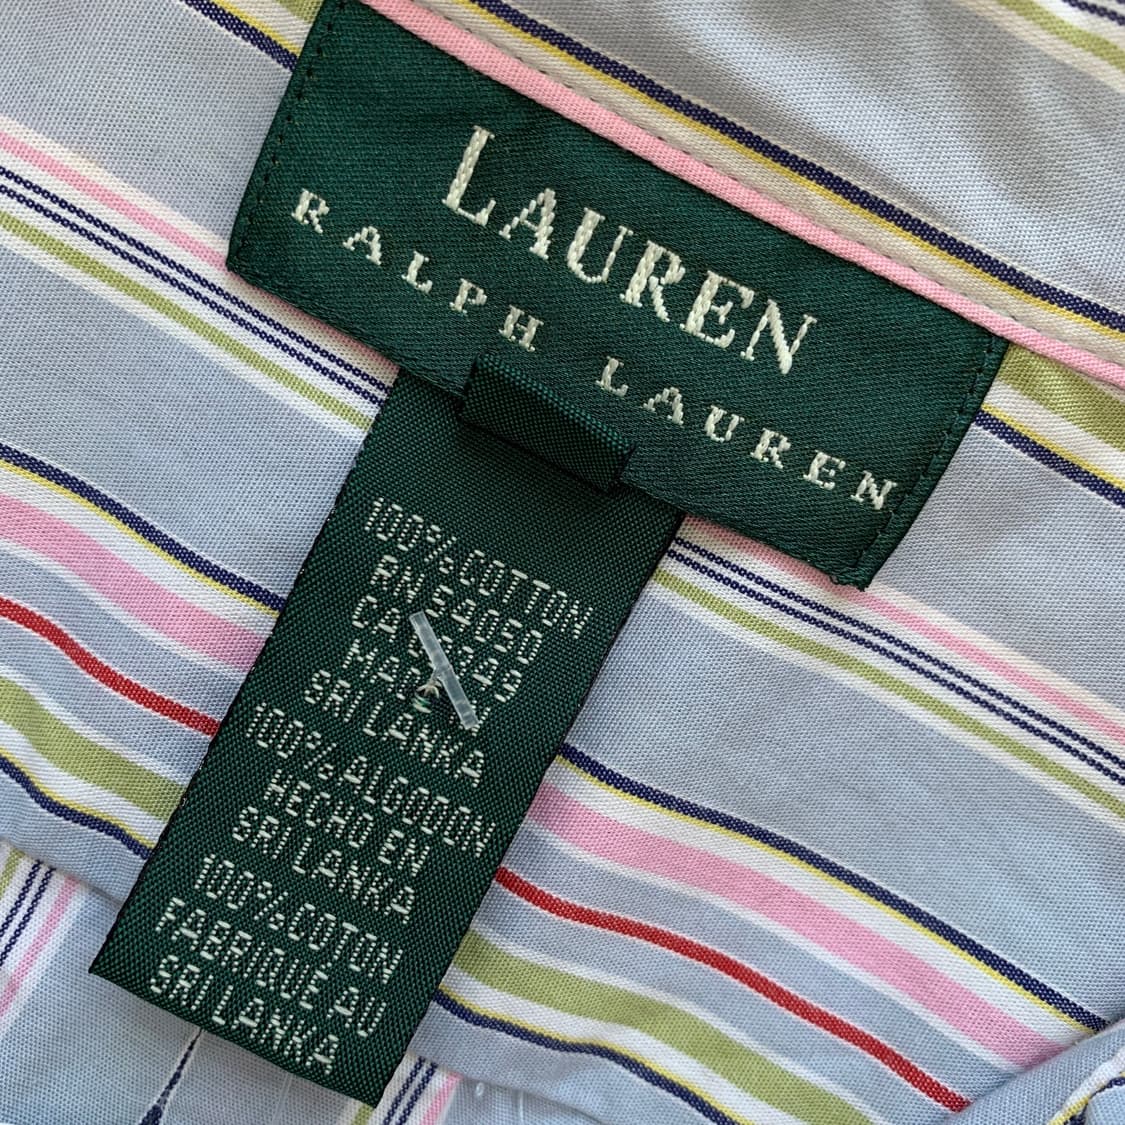 LAUREN
RALPH LAUREN
100% COTTON
RN 54050
MADE
SRI LANKA
100% ALGODON
HECHO EN
SRI LANKA
100% COTON
FABRIQUE AU
SRI LANKA